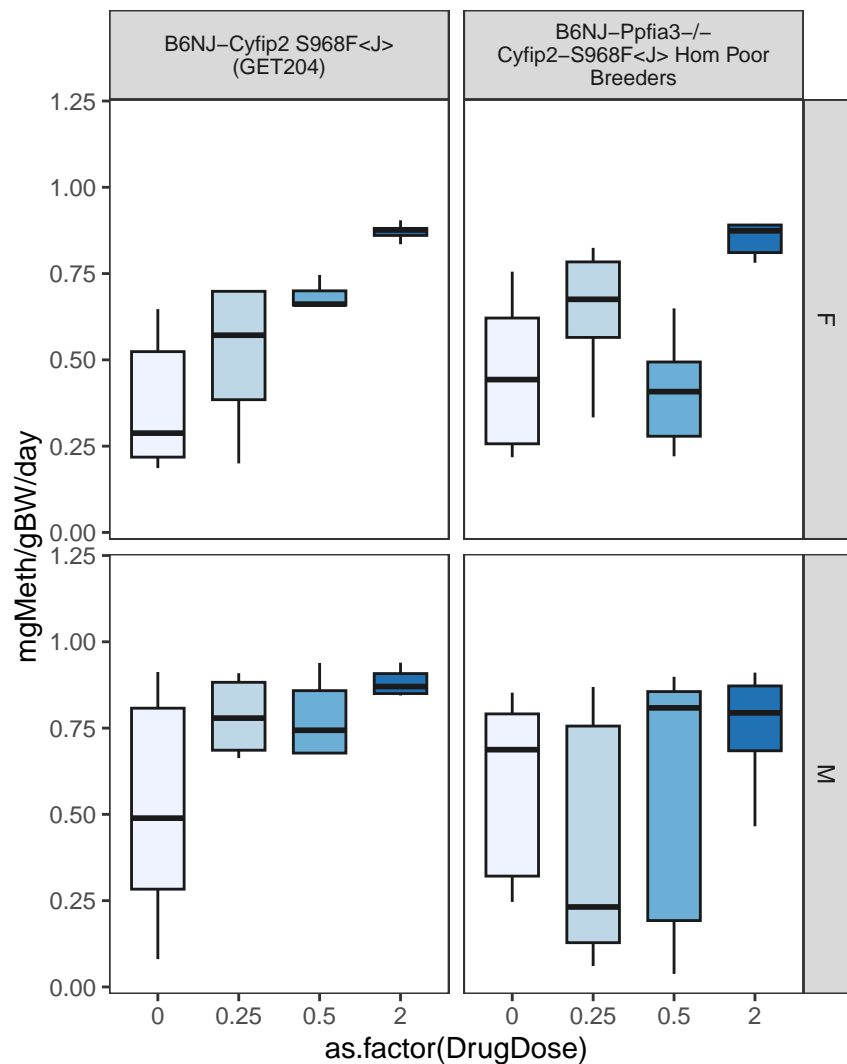 B6NJ−Cyfip2 S968F<J>
(GET204)
B6NJ−Ppfia3−/−
Cyfip2−S968F<J> Hom Poor
Breeders
mgMeth/gBW/day
1.25
1.00
0.75
0.50
0.25
0.00
F
1.25
1.00
0.75
0.50
0.25
0.00
M
0 0.25 0.5 2
0 0.25 0.5 2
as.factor(DrugDose)